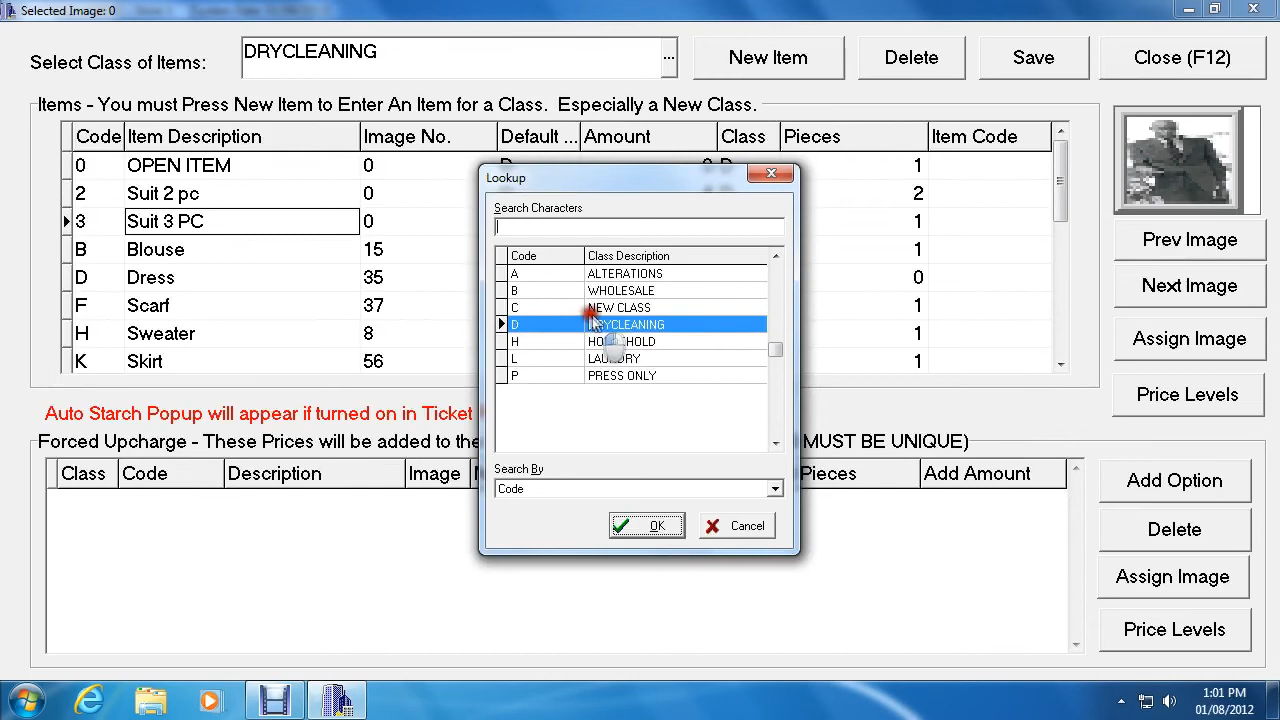 Selected Image: 0
Select Class of Items:
DRYCLEANING
...
New Item
Delete
Save
Close (F12)
Items - You must Press New Item to Enter An Item for a Class. Especially a New Class.
Code Item Description Image No. Default ... Amount Class Pieces Item Code
0 OPEN ITEM 0 1
2 Suit 2 pc 0 2
3 Suit 3 PC 0 1
B Blouse 15 1
D Dress 35 0
F Scarf 37 1
H Sweater 8 1
K Skirt 56 1
Prev Image
Next Image
Assign Image
Price Levels
Lookup
Search Characters
Code Class Description
A ALTERATIONS
B WHOLESALE
C NEW CLASS
D DRYCLEANING
H HOUSEHOLD
L LAUNDRY
P PRESS ONLY
Search By
Code
OK
Cancel
Auto Starch Popup will appear if turned on in Ticket
Forced Upcharge - These Prices will be added to the MUST BE UNIQUE)
Class Code Description Image Pieces Add Amount
Add Option
Delete
Assign Image
Price Levels
1:01 PM
01/08/2012